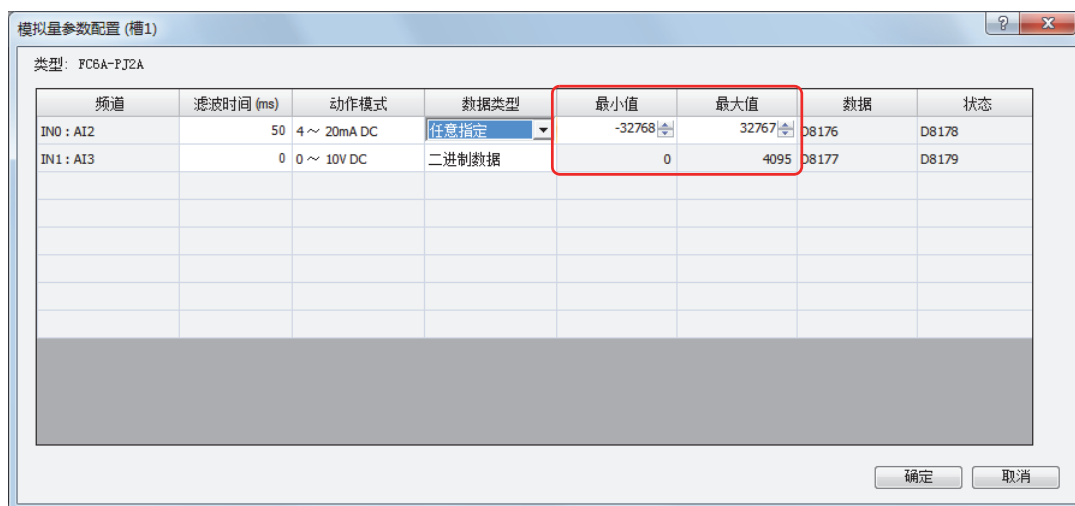 模拟量参数配置 (槽1)
类型: FC6A-PJ2A
频道 滤波时间 (ms) 动作模式 数据类型 最小值 最大值 数据 状态
IN0 : AI2 50 4 ～ 20mA DC 任意指定 -32768 32767 D8176 D8178
IN1 : AI3 0 0 ～ 10V DC 二进制数据 0 4095 D8177 D8179
确定 取消